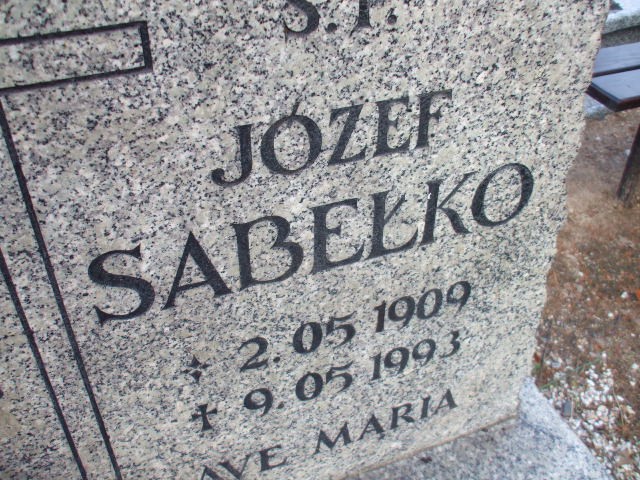 Ś.P.
JÓZEF
SABEŁKO
2.05 1909
✝ 9.05 1993
AVE MARIA